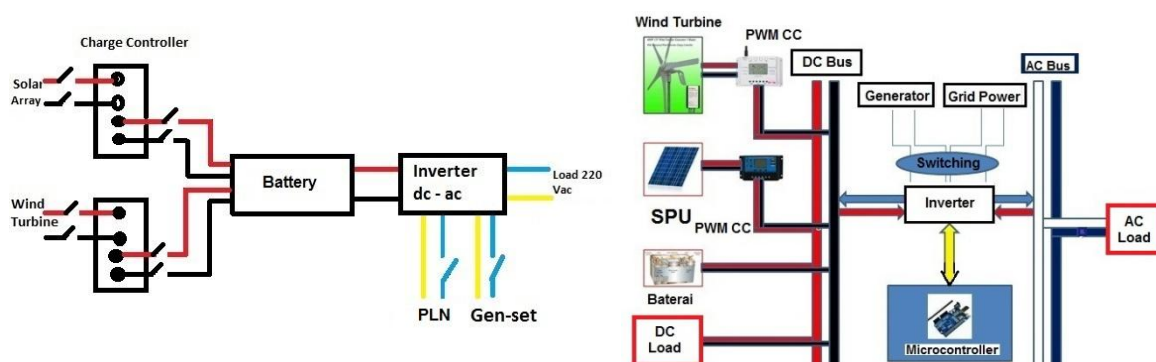 Charge Controller
Solar
Array
Wind
Turbine
Battery
Inverter
dc - ac
Load 220
Vac
PLN
Gen-set
Wind Turbine
PWM CC
DC Bus
AC Bus
Generator
Grid Power
Switching
SPU
PWM CC
Inverter
AC
Load
Baterai
DC
Load
Microcontroller